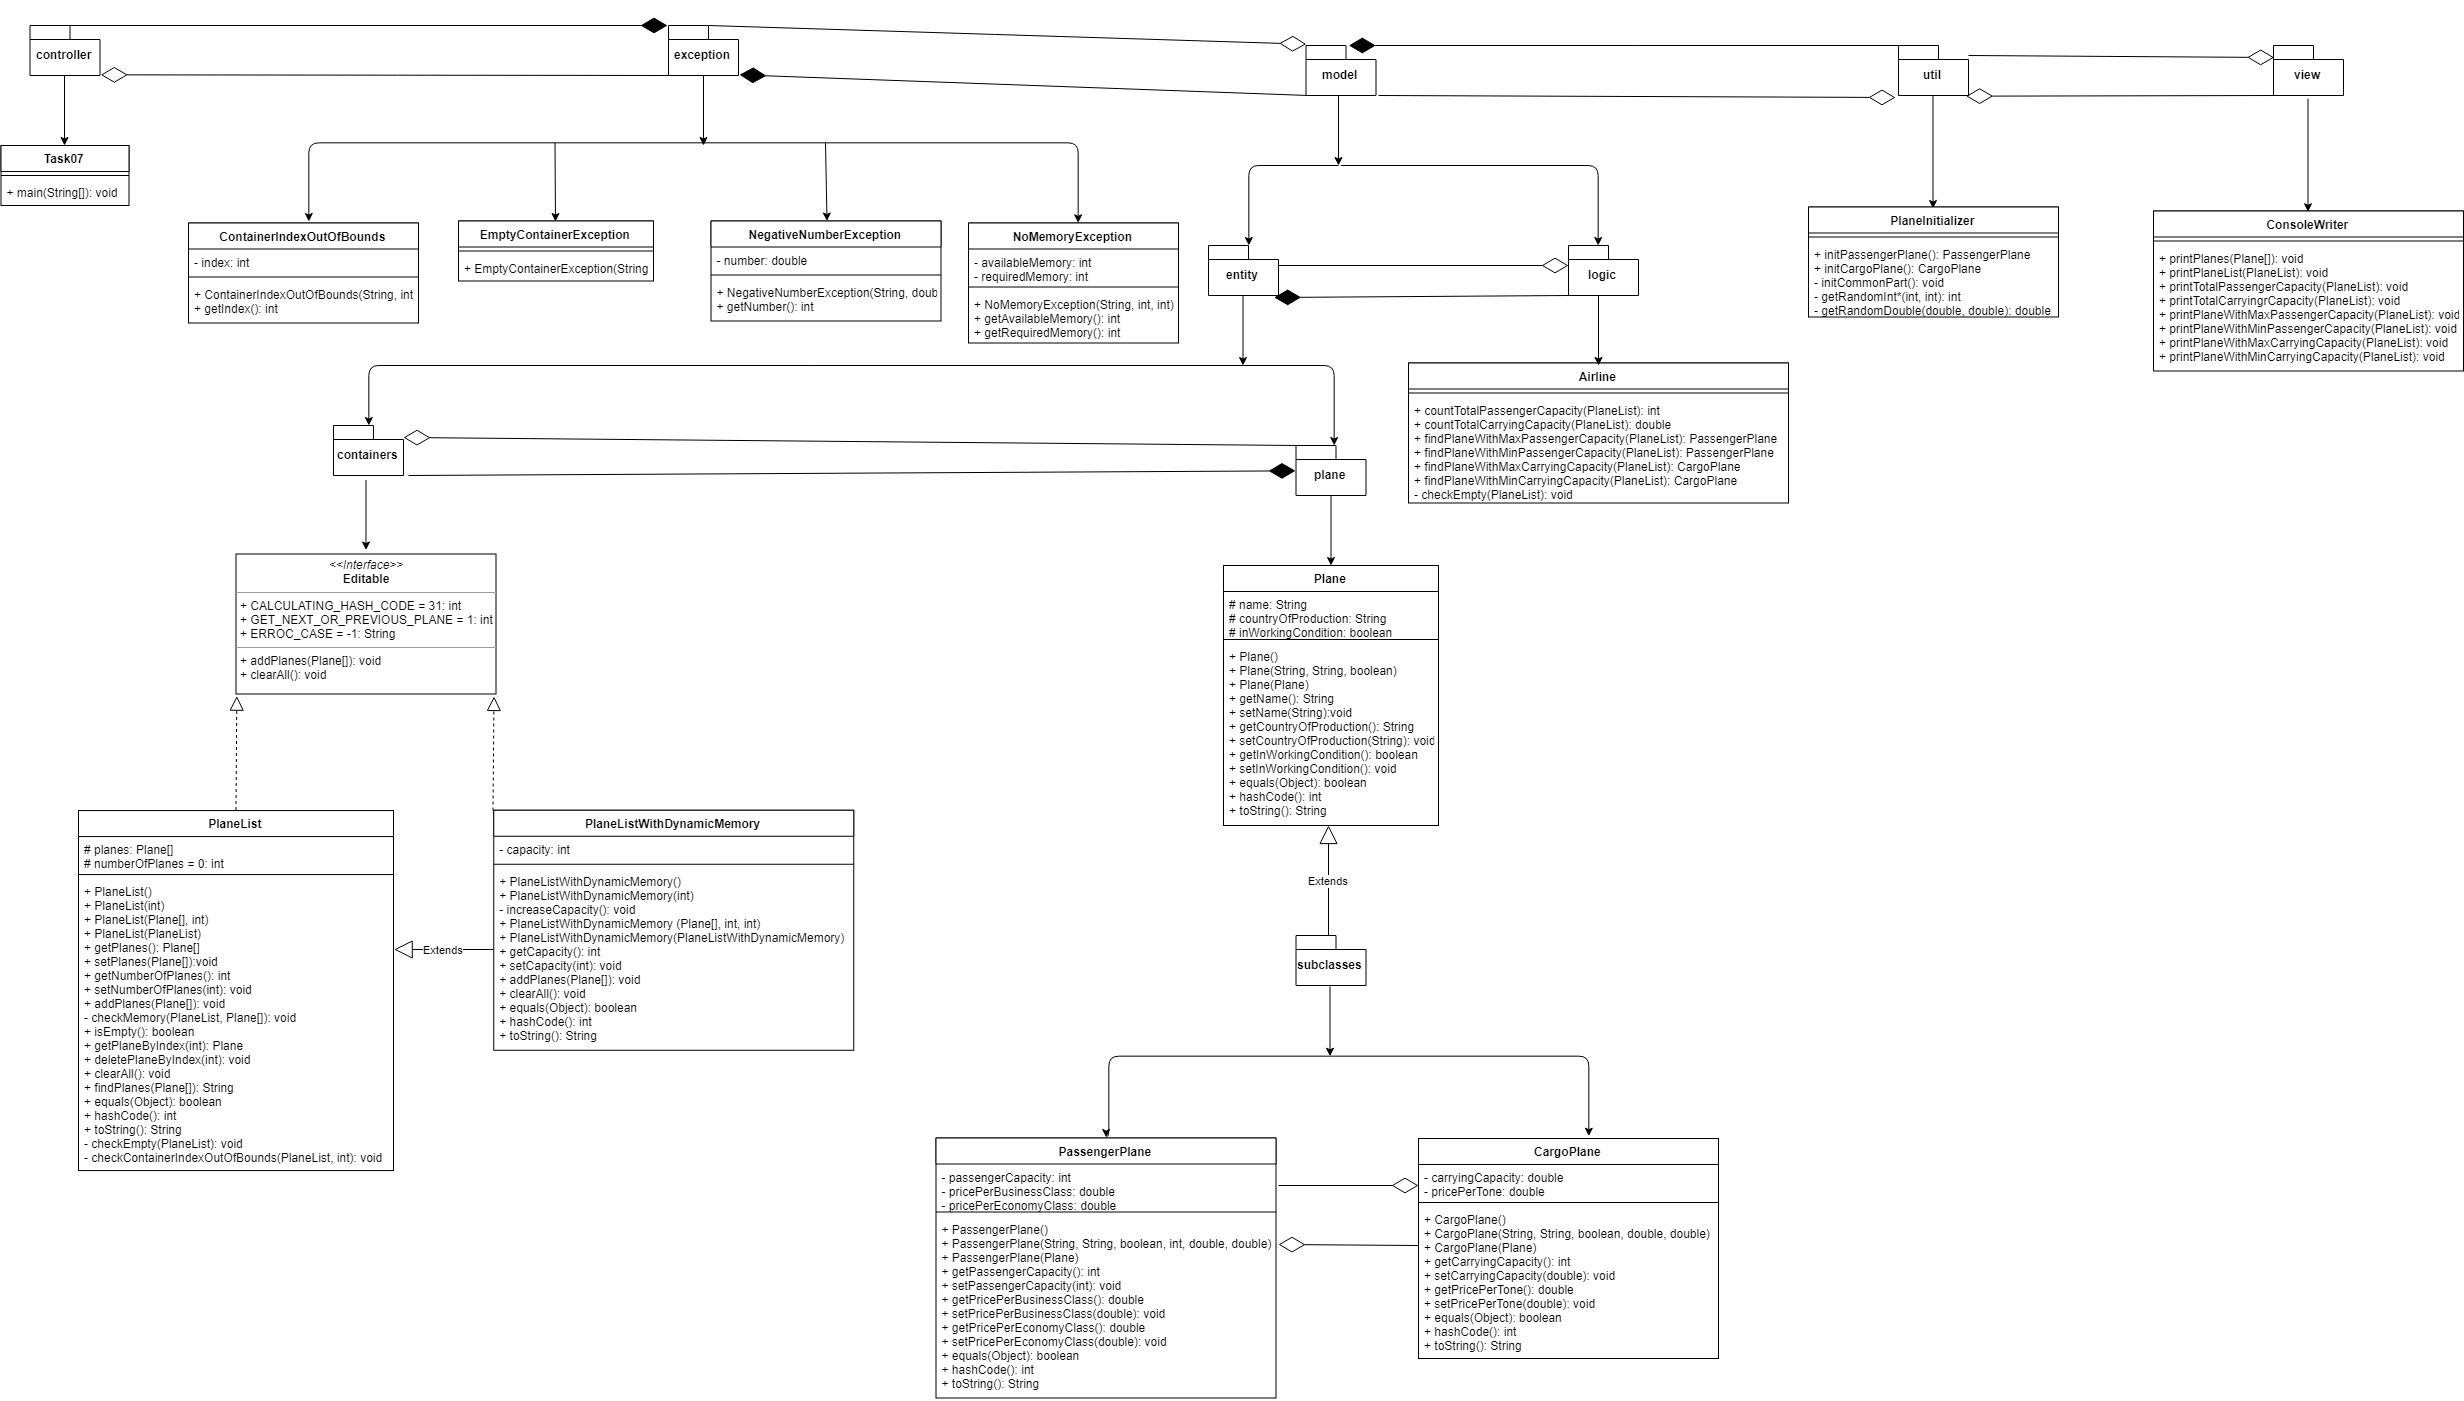 controller
exception
model
util
view
Task07
+ main(String[]): void
ContainerIndexOutOfBounds
- index: int
+ ContainerIndexOutOfBounds(String, int
+ getIndex(): int
EmptyContainerException
+ EmptyContainerException(String
NegativeNumberException
- number: double
+ NegativeNumberException(String, doub
+ getNumber(): int
NoMemoryException
- availableMemory: int
- requiredMemory: int
+ NoMemoryException(String, int, int)
+ getAvailableMemory(): int
+ getRequiredMemory(): int
entity
logic
PlaneInitializer
+ initPassengerPlane(): PassengerPlane
+ initCargoPlane(): CargoPlane
- initCommonPart(): void
- getRandomInt*(int, int): int
- getRandomDouble(double, double): double
ConsoleWriter
+ printPlanes(Plane[]): void
+ printPlaneList(PlaneList): void
+ printTotalPassengerCapacity(PlaneList): void
+ printTotalCarryingrCapacity(PlaneList): void
+ printPlaneWithMaxPassengerCapacity(PlaneList): void
+ printPlaneWithMinPassengerCapacity(PlaneList): void
+ printPlaneWithMaxCarryingCapacity(PlaneList): void
+ printPlaneWithMinCarryingCapacity(PlaneList): void
Airline
+ countTotalPassengerCapacity(PlaneList): int
+ countTotalCarryingCapacity(PlaneList): double
+ findPlaneWithMaxPassengerCapacity(PlaneList): PassengerPlane
+ findPlaneWithMinPassengerCapacity(PlaneList): PassengerPlane
+ findPlaneWithMaxCarryingCapacity(PlaneList): CargoPlane
+ findPlaneWithMinCarryingCapacity(PlaneList): CargoPlane
- checkEmpty(PlaneList): void
containers
plane
<<Interface>>
Editable
+ CALCULATING_HASH_CODE = 31: int
+ GET_NEXT_OR_PREVIOUS_PLANE = 1: int
+ ERROC_CASE = -1: String
+ addPlanes(Plane[]): void
+ clearAll(): void
Plane
# name: String
# countryOfProduction: String
# inWorkingCondition: boolean
+ Plane()
+ Plane(String, String, boolean)
+ Plane(Plane)
+ getName(): String
+ setName(String):void
+ getCountryOfProduction(): String
+ setCountryOfProduction(String): void
+ getInWorkingCondition(): boolean
+ setInWorkingCondition(): void
+ equals(Object): boolean
+ hashCode(): int
+ toString(): String
PlaneList
# planes: Plane[]
# numberOfPlanes = 0: int
+ PlaneList()
+ PlaneList(int)
+ PlaneList(Plane[], int)
+ PlaneList(PlaneList)
+ getPlanes(): Plane[]
+ setPlanes(Plane[]):void
+ getNumberOfPlanes(): int
+ setNumberOfPlanes(int): void
+ addPlanes(Plane[]): void
- checkMemory(PlaneList, Plane[]): void
+ isEmpty(): boolean
+ getPlaneByIndex(int): Plane
+ deletePlaneByIndex(int): void
+ clearAll(): void
+ findPlanes(Plane[]): String
+ equals(Object): boolean
+ hashCode(): int
+ toString(): String
- checkEmpty(PlaneList): void
- checkContainerIndexOutOfBounds(PlaneList, int): void
Extends
PlaneListWithDynamicMemory
- capacity: int
+ PlaneListWithDynamicMemory()
+ PlaneListWithDynamicMemory(int)
- increaseCapacity(): void
+ PlaneListWithDynamicMemory (Plane[], int, int)
+ PlaneListWithDynamicMemory(PlaneListWithDynamicMemory)
+ getCapacity(): int
+ setCapacity(int): void
+ addPlanes(Plane[]): void
+ clearAll(): void
+ equals(Object): boolean
+ hashCode(): int
+ toString(): String
Extends
subclasses
PassengerPlane
- passengerCapacity: int
- pricePerBusinessClass: double
- pricePerEconomyClass: double
+ PassengerPlane()
+ PassengerPlane(String, String, boolean, int, double, double)
+ PassengerPlane(Plane)
+ getPassengerCapacity(): int
+ setPassengerCapacity(int): void
+ getPricePerBusinessClass(): double
+ setPricePerBusinessClass(double): void
+ getPricePerEconomyClass(): double
+ setPricePerEconomyClass(double): void
+ equals(Object): boolean
+ hashCode(): int
+ toString(): String
CargoPlane
- carryingCapacity: double
- pricePerTone: double
+ CargoPlane()
+ CargoPlane(String, String, boolean, double, double)
+ CargoPlane(Plane)
+ getCarryingCapacity(): int
+ setCarryingCapacity(double): void
+ getPricePerTone(): double
+ setPricePerTone(double): void
+ equals(Object): boolean
+ hashCode(): int
+ toString(): String